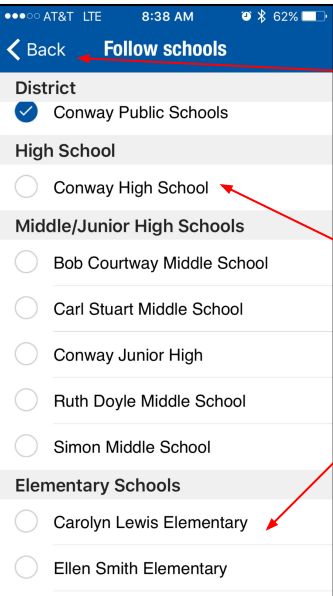 AT&T LTE 8:38 AM 62%
Back Follow schools
District
Conway Public Schools
High School
Conway High School
Middle/Junior High Schools
Bob Courtway Middle School
Carl Stuart Middle School
Conway Junior High
Ruth Doyle Middle School
Simon Middle School
Elementary Schools
Carolyn Lewis Elementary
Ellen Smith Elementary